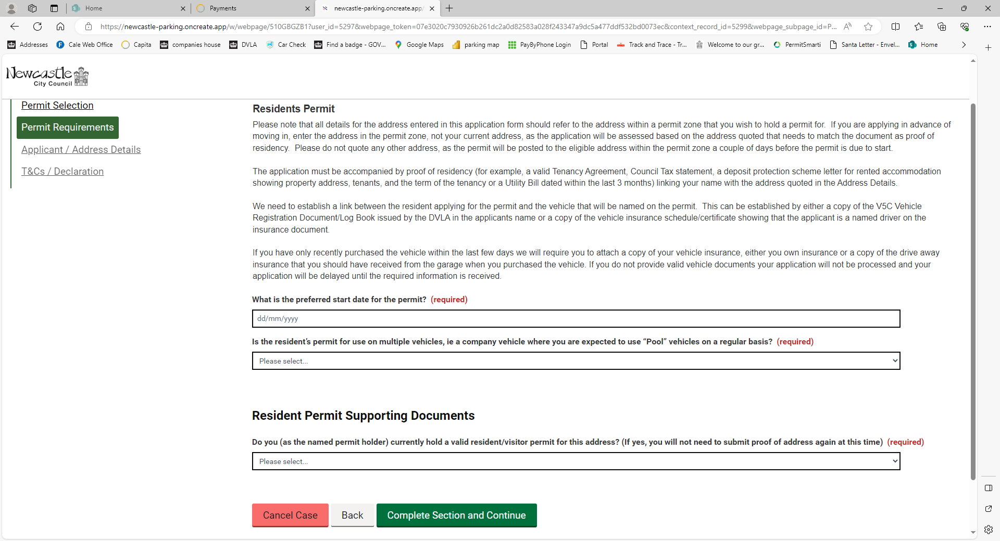 Home
Payments
newcastle-parking.oncreate.app/
https://newcastle-parking.oncreate.app/w/webpage/510GBGZB1?user_id=5297&webpage_token=07e3020c7930926b261dc2a0d82583a028f243347a9dc5a477ddf532bd0073ec&context_record_id=5299&webpage_subpage_id=P...
Addresses
Cale Web Office
Capita
companies house
DVLA
Car Check
Find a badge - GOV...
Google Maps
parking map
PayByPhone Login
Portal
Track and Trace - Tr...
Welcome to our gr...
PermitSmarti
Santa Letter - Envel...
Home
Newcastle
City Council
Permit Selection
Permit Requirements
Applicant / Address Details
T&Cs / Declaration
Residents Permit
Please note that all details for the address entered in this application form should refer to the address within a permit zone that you wish to hold a permit for. If you are applying in advance of
moving in, enter the address in the permit zone, not your current address, as the application will be assessed based on the address quoted that needs to match the document as proof of
residency. Please do not quote any other address, as the permit will be posted to the eligible address within the permit zone a couple of days before the permit is due to start.
The application must be accompanied by proof of residency (for example, a valid Tenancy Agreement, Council Tax statement, a deposit protection scheme letter for rented accommodation
showing property address, tenants, and the term of the tenancy or a Utility Bill dated within the last 3 months) linking your name with the address quoted in the Address Details.
We need to establish a link between the resident applying for the permit and the vehicle that will be named on the permit. This can be established by either a copy of the V5C Vehicle
Registration Document/Log Book issued by the DVLA in the applicants name or a copy of the vehicle insurance schedule/certificate showing that the applicant is a named driver on the
insurance document.
If you have only recently purchased the vehicle within the last few days we will require you to attach a copy of your vehicle insurance, either you own insurance or a copy of the drive away
insurance that you should have received from the garage when you purchased the vehicle. If you do not provide valid vehicle documents your application will not be processed and your
application will be delayed until the required information is received.
What is the preferred start date for the permit? (required)
dd/mm/yyyy
Is the resident’s permit for use on multiple vehicles, ie a company vehicle where you are expected to use “Pool” vehicles on a regular basis? (required)
Please select...
Resident Permit Supporting Documents
Do you (as the named permit holder) currently hold a valid resident/visitor permit for this address? (If yes, you will not need to submit proof of address again at this time) (required)
Please select...
Cancel Case
Back
Complete Section and Continue